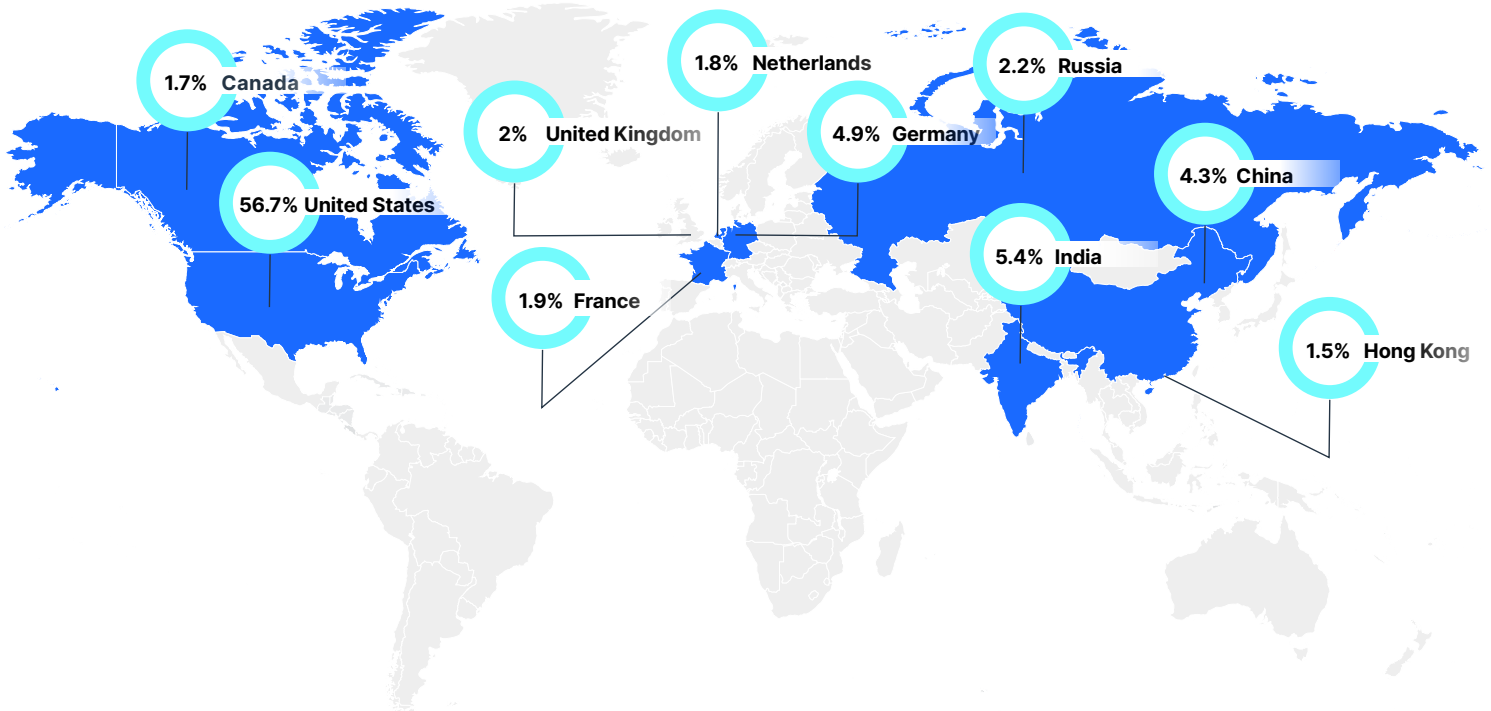 1.8% Netherlands
2.2% Russia
1.7% Canada
2% United Kingdom
4.9% Germany
4.3% China
56.7% United States
5.4% India
1.9% France
1.5% Hong Kong